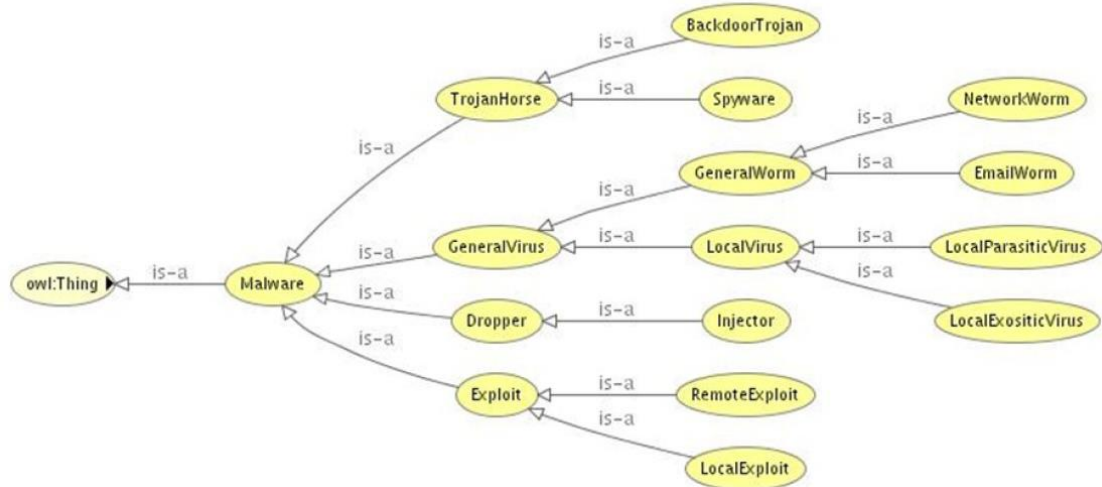 BackdoorTrojan
is-a
TrojanHorse
is-a
Spyware
NetworkWorm
is-a
is-a
GeneralWorm
is-a
EmailWorm
is-a
GeneralVirus
is-a
LocalVirus
is-a
LocalParasiticVirus
is-a
is-a
owl:Thing
is-a
Malware
is-a
Dropper
is-a
Injector
LocalExositicVirus
is-a
Exploit
is-a
RemoteExploit
is-a
LocalExploit